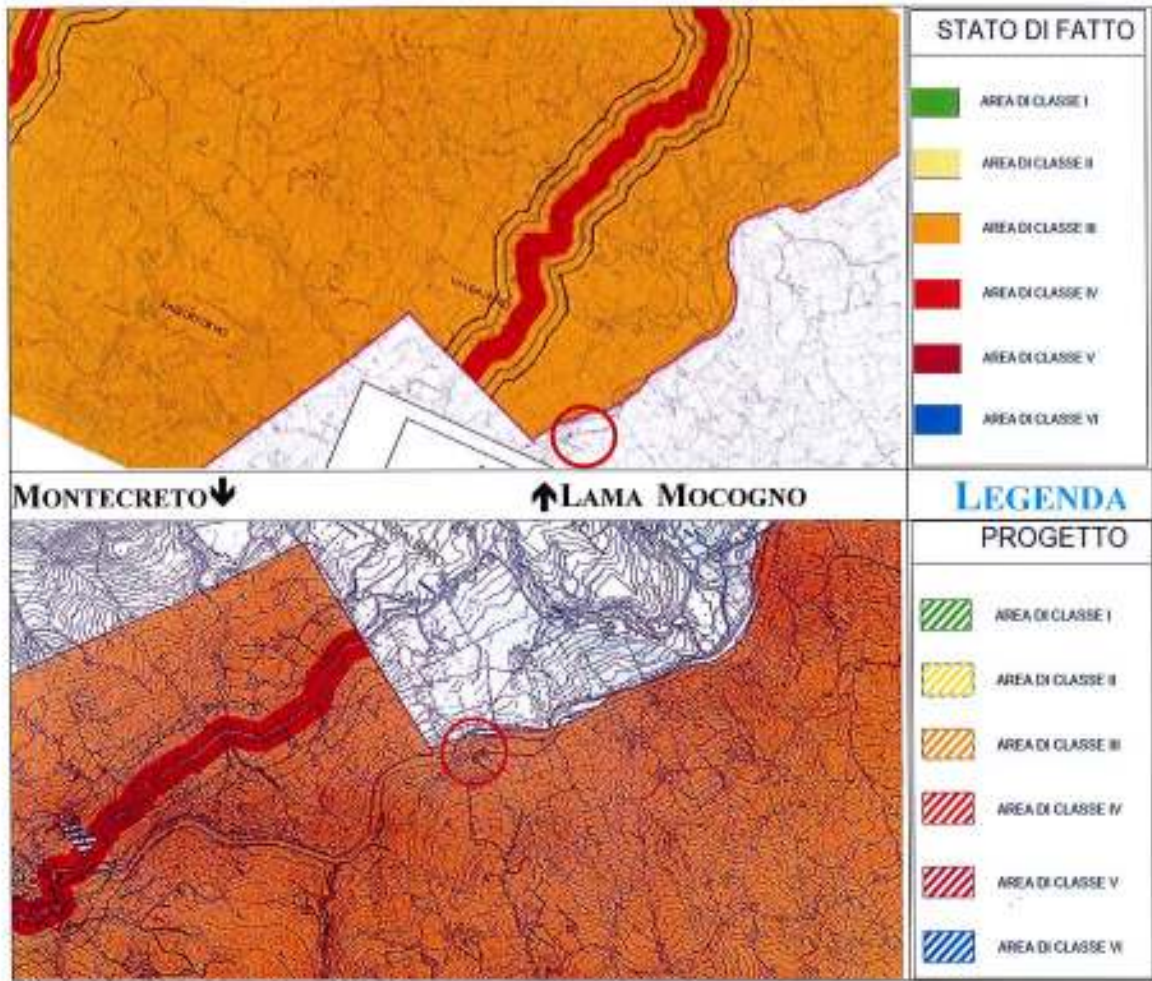 STATO DI FATTO
AREA DI CLASSE I
AREA DI CLASSE II
AREA DI CLASSE III
AREA DI CLASSE IV
AREA DI CLASSE V
AREA DI CLASSE VI
MONTECRETO LAMA MOCOGNO
LEGENDA
PROGETTO
AREA DI CLASSE I
AREA DI CLASSE II
AREA DI CLASSE III
AREA DI CLASSE IV
AREA DI CLASSE V
AREA DI CLASSE VI